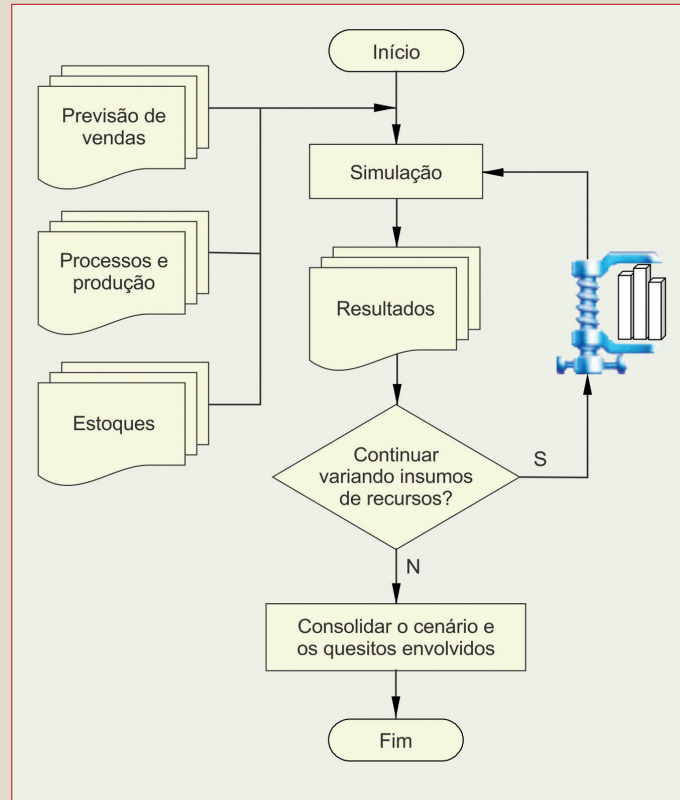 Início
Previsão de
vendas
Simulação
Processos e
produção
Resultados
Estoques
Continuar
variando insumos
de recursos?
S
N
Consolidar o cenário e
os quesitos envolvidos
Fim